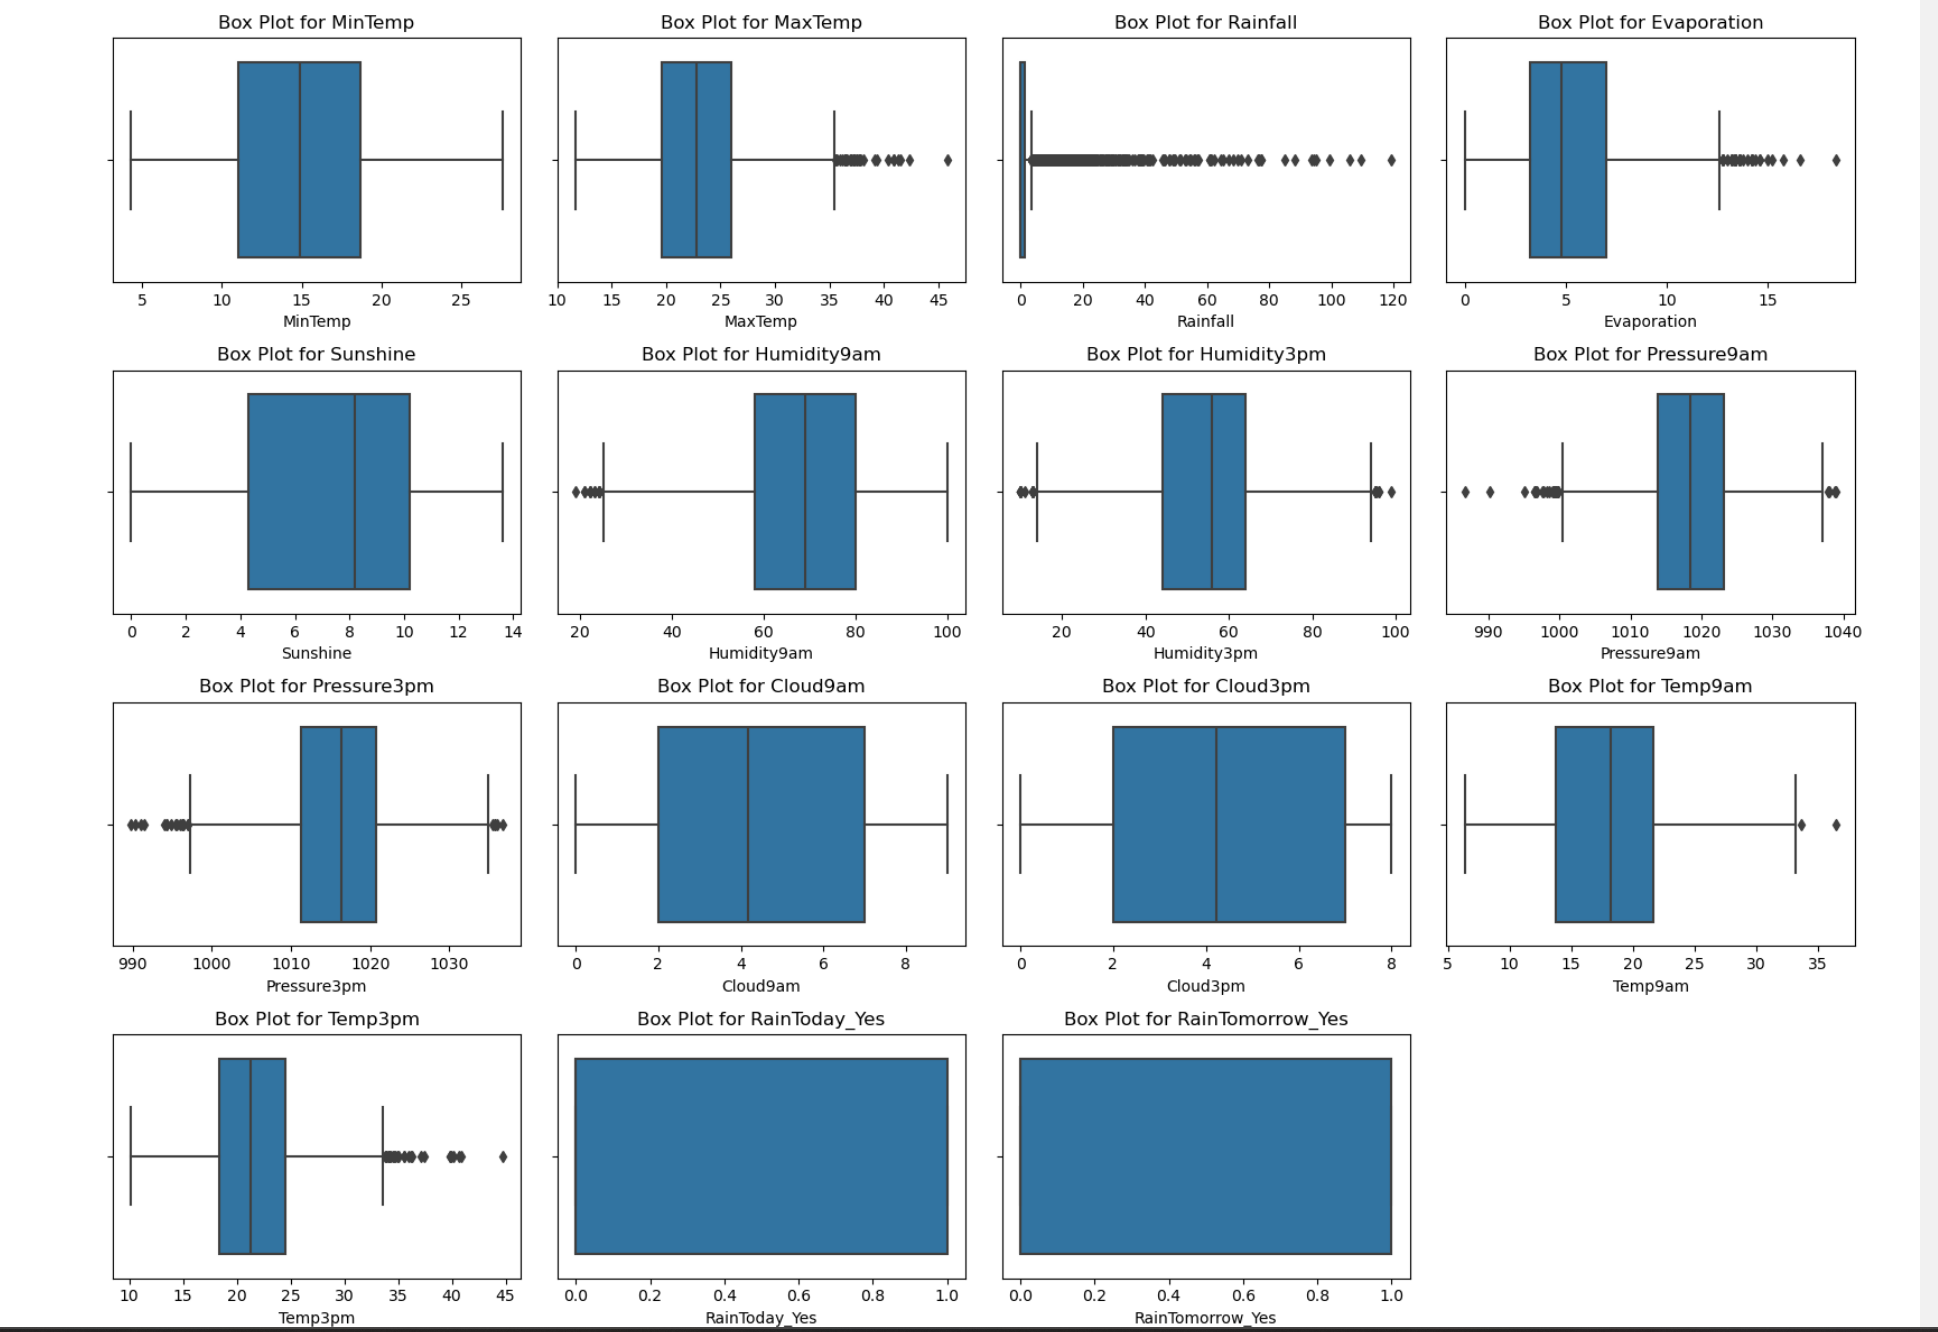 Box Plot for MinTemp
Box Plot for MaxTemp
Box Plot for Rainfall
Box Plot for Evaporation
5 10 15 20 25
10 15 20 25 30 35 40 45
0 20 40 60 80 100 120
0 5 10 15
MinTemp
MaxTemp
Rainfall
Evaporation
Box Plot for Sunshine
Box Plot for Humidity9am
Box Plot for Humidity3pm
Box Plot for Pressure9am
0 2 4 6 8 10 12 14
20 40 60 80 100
20 40 60 80 100
990 1000 1010 1020 1030 1040
Sunshine
Humidity9am
Humidity3pm
Pressure9am
Box Plot for Pressure3pm
Box Plot for Cloud9am
Box Plot for Cloud3pm
Box Plot for Temp9am
990 1000 1010 1020 1030
0 2 4 6 8
0 2 4 6 8
5 10 15 20 25 30 35
Pressure3pm
Cloud9am
Cloud3pm
Temp9am
Box Plot for Temp3pm
Box Plot for RainToday_Yes
Box Plot for RainTomorrow_Yes
10 15 20 25 30 35 40 45
0.0 0.2 0.4 0.6 0.8 1.0
0.0 0.2 0.4 0.6 0.8 1.0
Temp3pm
RainToday_Yes
RainTomorrow_Yes